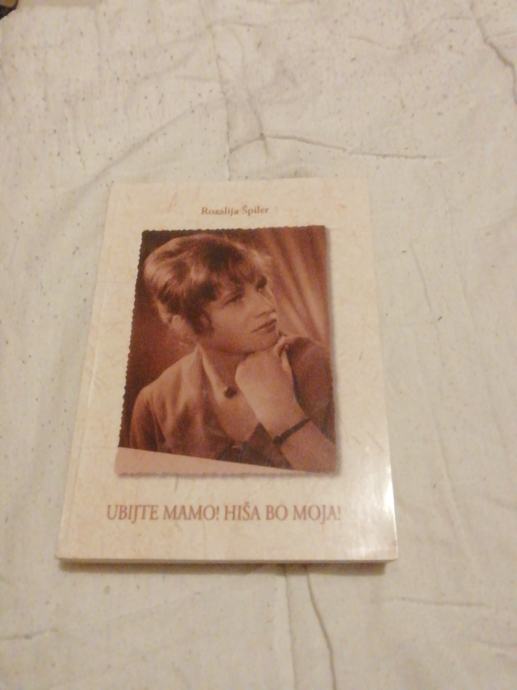 Rozalija Špiler
UBIJTE MAMO! HIŠA BO MOJA!